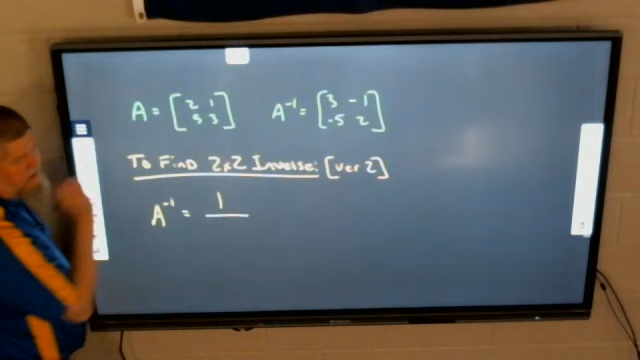 A = [2 1 5 3] A⁻¹ = [3 -1 -5 2]
To Find 2x2 Inverse: [ver 2]
A⁻¹ = 1